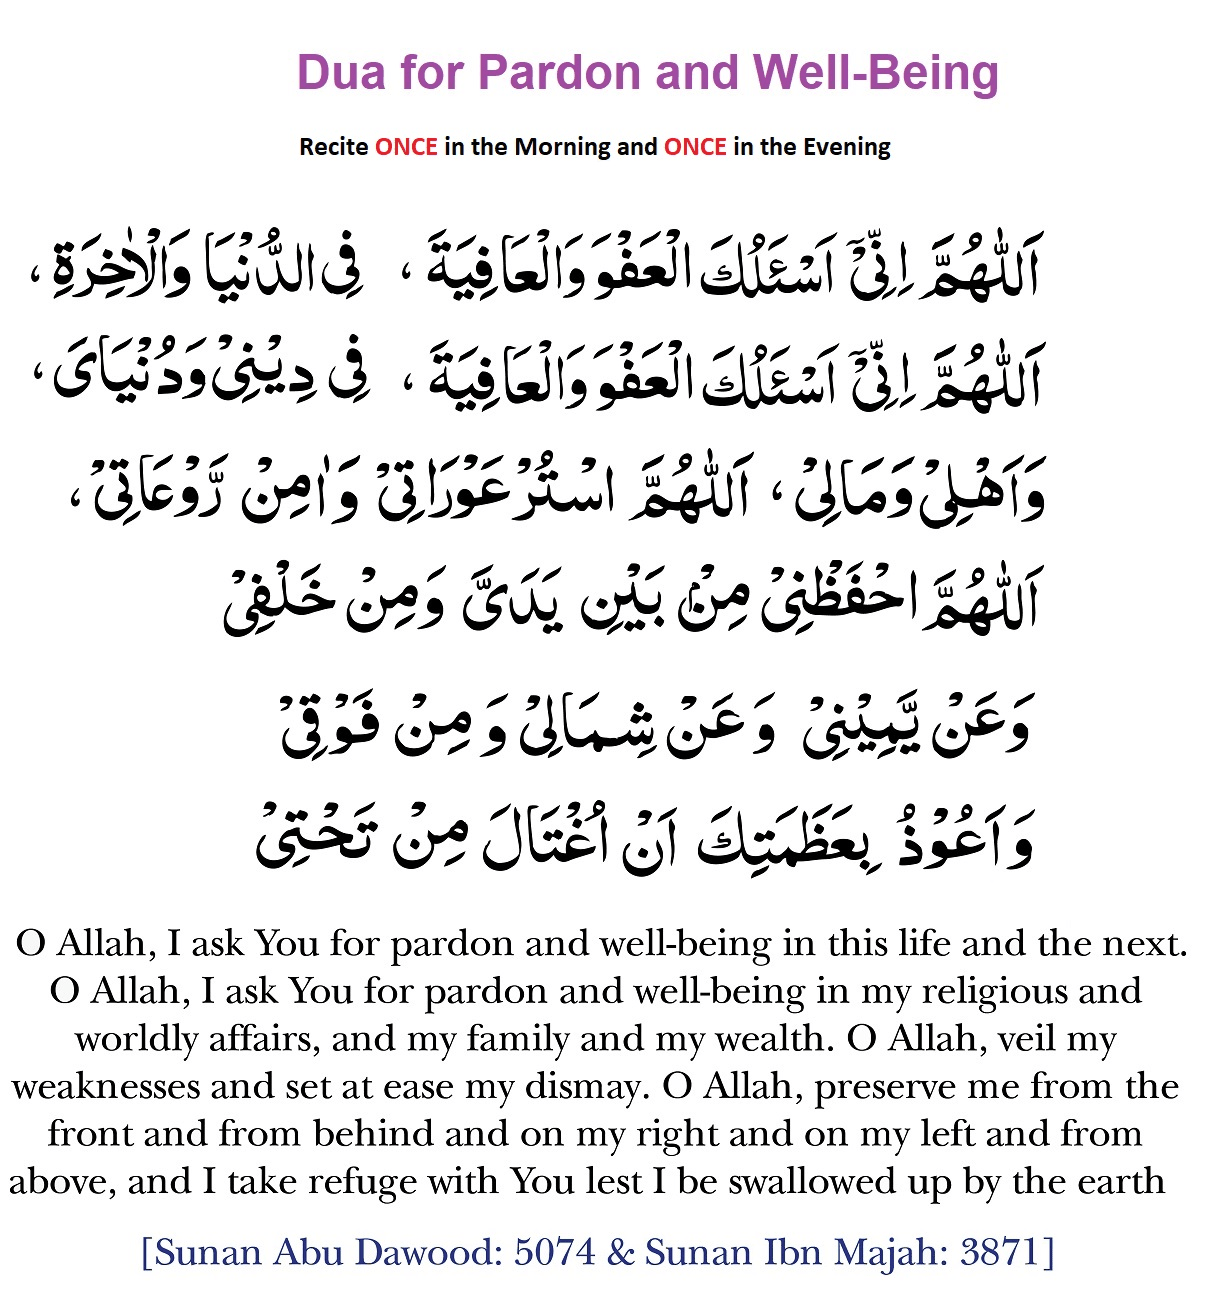 Dua for Pardon and Well-Being
Recite ONCE in the Morning and ONCE in the Evening
اَللّٰهُمَّ اِنِّیْۤ اَسْئَلُكَ الْعَفْوَ وَالْعَافِیَةَ ، فِی الدُّنْیَا وَالْاٰخِرَةِ ،
اَللّٰهُمَّ اِنِّیْۤ اَسْئَلُكَ الْعَفْوَ وَالْعَافِیَةَ ، فِی دِیْنِیْ وَدُنْیَایَ ،
وَاَهْلِیْ وَمَالِیْ ، اَللّٰهُمَّ اسْتُرْ عَوْرَاتِیْ وَاٰمِنْ رَّوْعَاتِیْ ،
اَللّٰهُمَّ احْفَظْنِیْ مِنْۢ بَیْنِ یَدَیَّ وَمِنْ خَلْفِیْ
وَعَنْ یَّمِیْنِیْ وَعَنْ شِمَالِیْ وَمِنْ فَوْقِیْ
وَاَعُوْذُ بِعَظَمَتِكَ اَنْ اُغْتَالَ مِنْ تَحْتِیْ
O Allah, I ask You for pardon and well-being in this life and the next.
O Allah, I ask You for pardon and well-being in my religious and
worldly affairs, and my family and my wealth. O Allah, veil my
weaknesses and set at ease my dismay. O Allah, preserve me from the
front and from behind and on my right and on my left and from
above, and I take refuge with You lest I be swallowed up by the earth
[Sunan Abu Dawood: 5074 & Sunan Ibn Majah: 3871]